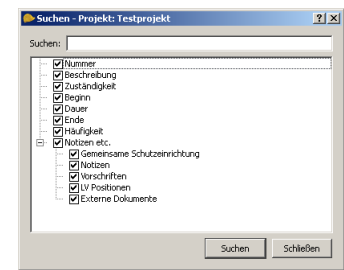 Suchen - Projekt: Testprojekt
Suchen:
Nummer
Beschreibung
Zuständigkeit
Beginn
Dauer
Ende
Häufigkeit
Notizen etc.
Gemeinsame Schutzeinrichtung
Notizen
Vorschriften
LV Positionen
Externe Dokumente
Suchen Schließen